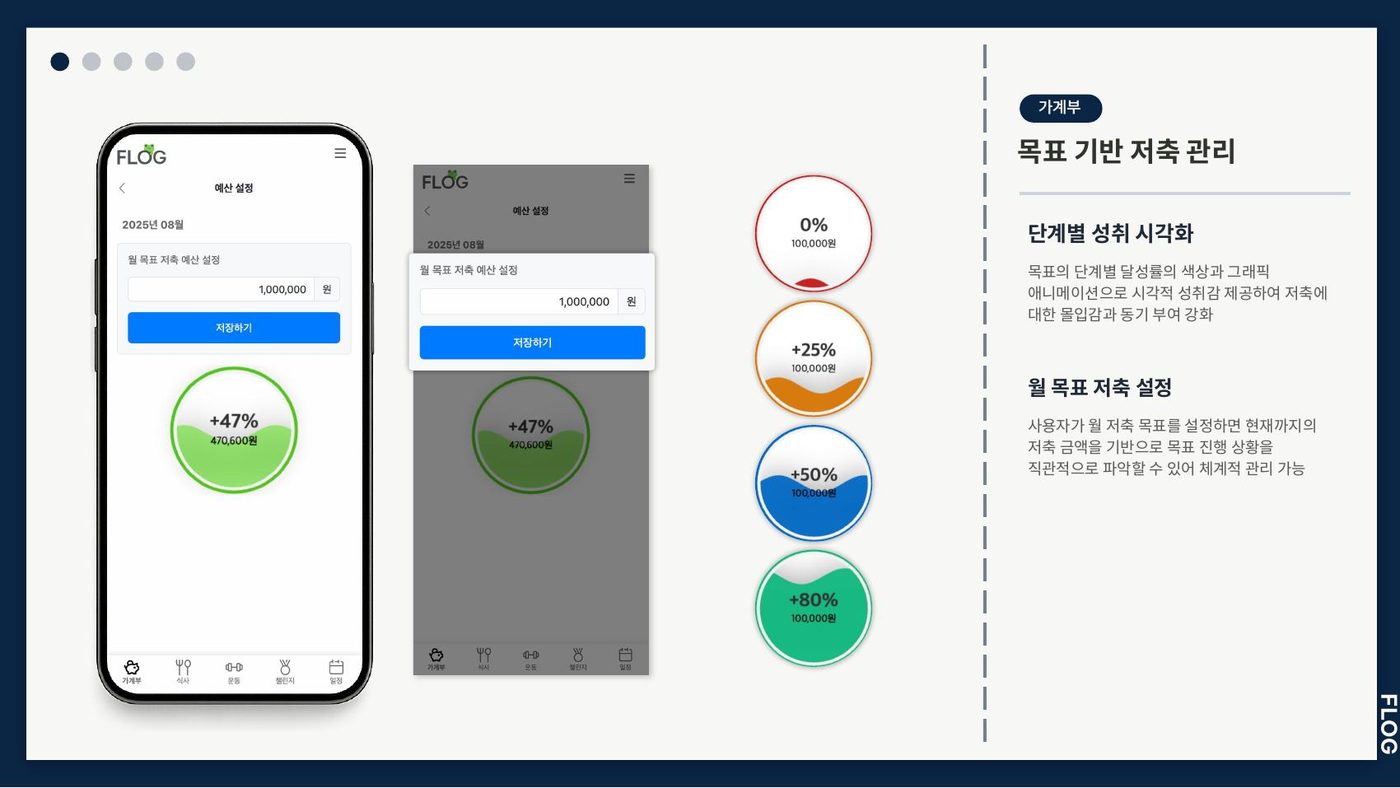 FLOG
예산 설정
2025년 08월
월 목표 저축 예산 설정
1,000,000 원
저장하기
+47%
470,600원
가계부 식사 운동 챌린지 일정
FLOG
예산 설정
2025년 08월
월 목표 저축 예산 설정
1,000,000 원
저장하기
+47%
470,600원
가계부 식사 운동 챌린지 일정
0%
100,000원
+25%
100,000원
+50%
100,000원
+80%
100,000원
가계부
목표 기반 저축 관리
단계별 성취 시각화
목표의 단계별 달성률의 색상과 그래픽
애니메이션으로 시각적 성취감 제공하여 저축에
대한 몰입감과 동기 부여 강화
월 목표 저축 설정
사용자가 월 저축 목표를 설정하면 현재까지의
저축 금액을 기반으로 목표 진행 상황을
직관적으로 파악할 수 있어 체계적 관리 가능
FLOG